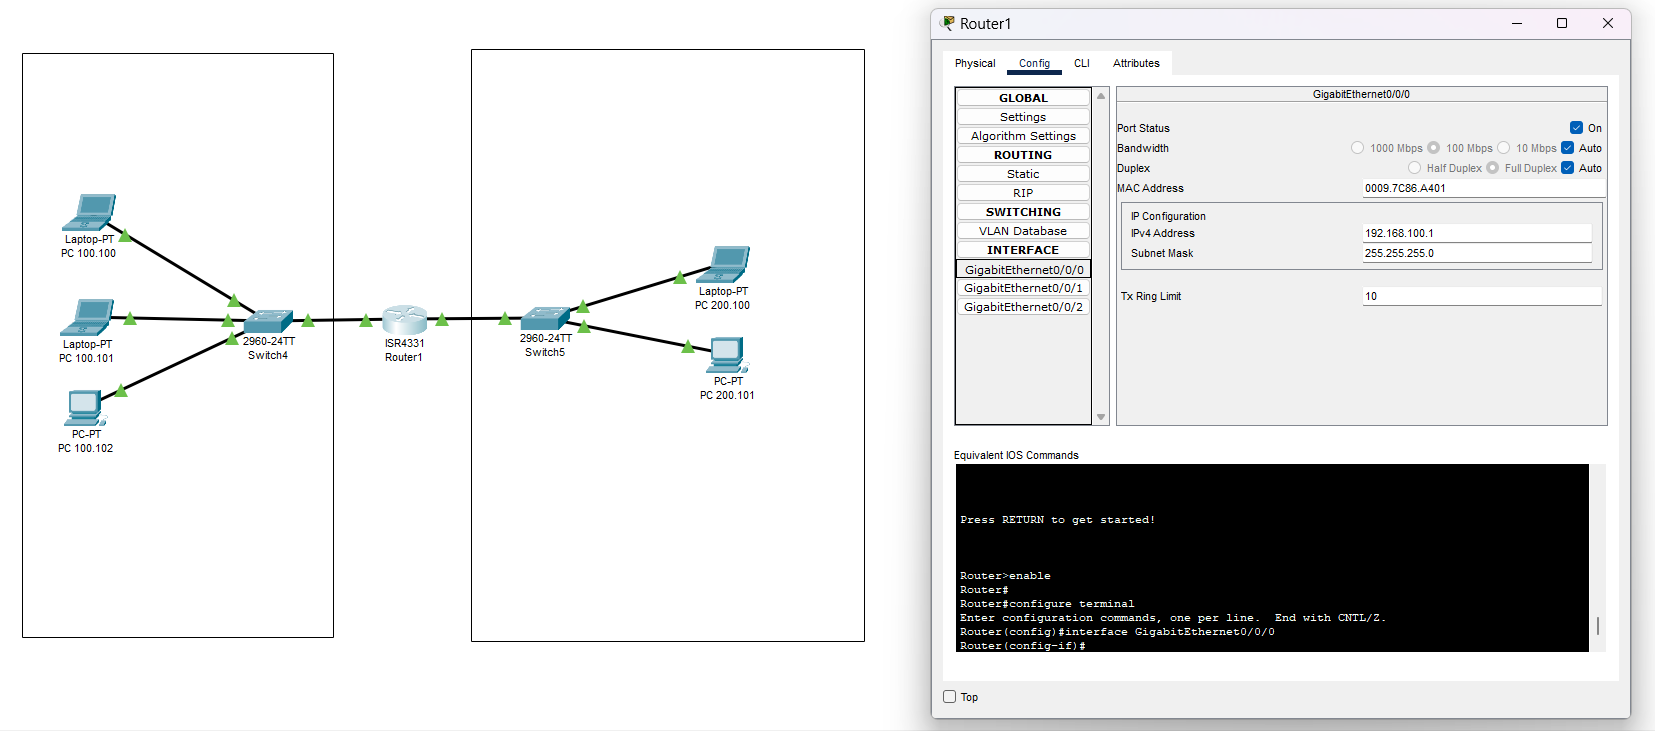 Laptop-PT
PC 100.100
Laptop-PT
PC 100.101
PC-PT
PC 100.102
2960-24TT
Switch4
ISR4331
Router1
2960-24TT
Switch5
Laptop-PT
PC 200.100
PC-PT
PC 200.101
Router1
Physical Config CLI Attributes
GLOBAL
Settings
Algorithm Settings
ROUTING
Static
RIP
SWITCHING
VLAN Database
INTERFACE
GigabitEthernet0/0/0
GigabitEthernet0/0/1
GigabitEthernet0/0/2
GigabitEthernet0/0/0
Port Status On
Bandwidth 1000 Mbps 100 Mbps 10 Mbps Auto
Duplex Half Duplex Full Duplex Auto
MAC Address 0009.7C86.A401
IP Configuration
IPv4 Address 192.168.100.1
Subnet Mask 255.255.255.0
Tx Ring Limit 10
Equivalent IOS Commands
Press RETURN to get started!
Router>enable
Router#
Router#configure terminal
Enter configuration commands, one per line.  End with CNTL/Z.
Router(config)#interface GigabitEthernet0/0/0
Router(config-if)#
Top